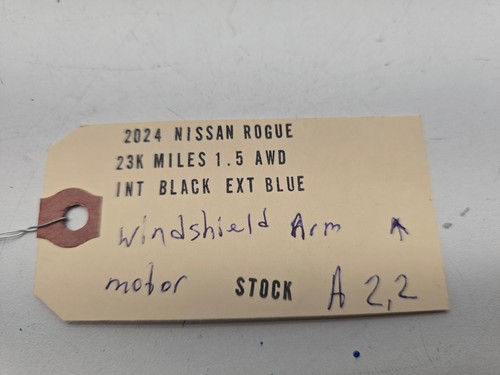 2024 NISSAN ROGUE
23K MILES 1.5 AWD
INT BLACK EXT BLUE
windshield Arm ↑
motor STOCK A 2,2